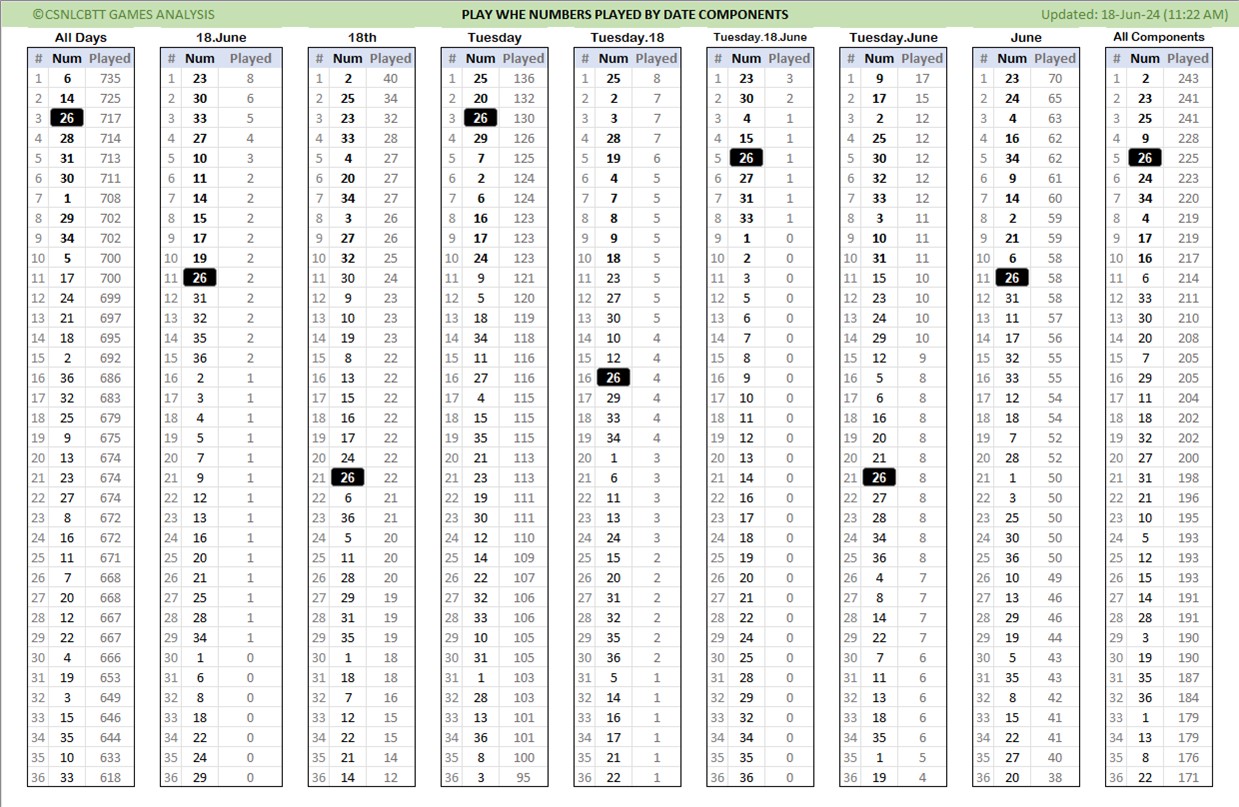 ©CSNLCBTT GAMES ANALYSIS PLAY WHE NUMBERS PLAYED BY DATE COMPONENTS Updated: 18-Jun-24 (11:22 AM)
All Days 18.June 18th Tuesday Tuesday.18 Tuesday.18.June Tuesday.June June All Components
# Num Played # Num Played # Num Played # Num Played # Num Played # Num Played # Num Played # Num Played # Num Played
1 6 735 1 23 8 1 2 40 1 25 136 1 25 8 1 23 3 1 9 17 1 23 70 1 2 243
2 14 725 2 30 6 2 25 34 2 20 132 2 2 7 2 30 2 2 17 15 2 24 65 2 23 241
3 26 717 3 33 5 3 23 32 3 26 130 3 3 7 3 4 1 3 2 12 3 4 63 3 25 241
4 28 714 4 27 4 4 33 28 4 29 126 4 28 7 4 15 1 4 25 12 4 16 62 4 9 228
5 31 713 5 10 3 5 4 27 5 7 125 5 19 6 5 26 1 5 30 12 5 34 62 5 26 225
6 30 711 6 11 2 6 20 27 6 2 124 6 4 5 6 27 1 6 32 12 6 9 61 6 24 223
7 1 708 7 14 2 7 34 27 7 6 124 7 7 5 7 31 1 7 33 12 7 14 60 7 34 220
8 29 702 8 15 2 8 3 26 8 16 123 8 8 5 8 33 1 8 3 11 8 2 59 8 4 219
9 34 702 9 17 2 9 27 26 9 17 123 9 9 5 9 1 0 9 10 11 9 21 59 9 17 219
10 5 700 10 19 2 10 32 25 10 24 123 10 18 5 10 2 0 10 31 11 10 6 58 10 16 217
11 17 700 11 26 2 11 30 24 11 9 121 11 23 5 11 3 0 11 15 10 11 26 58 11 6 214
12 24 699 12 31 2 12 9 23 12 5 120 12 27 5 12 5 0 12 23 10 12 31 58 12 33 211
13 21 697 13 32 2 13 10 23 13 18 119 13 30 5 13 6 0 13 24 10 13 11 57 13 30 210
14 18 695 14 35 2 14 19 23 14 34 118 14 10 4 14 7 0 14 29 10 14 17 56 14 20 208
15 2 692 15 36 2 15 8 22 15 11 116 15 12 4 15 8 0 15 12 9 15 32 55 15 7 205
16 36 686 16 2 1 16 13 22 16 27 116 16 26 4 16 9 0 16 5 8 16 33 55 16 29 205
17 32 683 17 3 1 17 15 22 17 4 115 17 29 4 17 10 0 17 6 8 17 12 54 17 11 204
18 25 679 18 4 1 18 16 22 18 15 115 18 33 4 18 11 0 18 16 8 18 18 54 18 18 202
19 9 675 19 5 1 19 17 22 19 35 115 19 34 4 19 12 0 19 20 8 19 7 52 19 32 202
20 13 674 20 7 1 20 24 22 20 21 113 20 1 3 20 13 0 20 21 8 20 28 52 20 27 200
21 23 674 21 9 1 21 26 22 21 23 113 21 6 3 21 14 0 21 26 8 21 1 50 21 31 198
22 27 674 22 12 1 22 6 21 22 19 111 22 11 3 22 16 0 22 27 8 22 3 50 22 21 196
23 8 672 23 13 1 23 36 21 23 30 111 23 13 3 23 17 0 23 28 8 23 25 50 23 10 195
24 16 672 24 16 1 24 5 20 24 12 110 24 24 3 24 18 0 24 34 8 24 30 50 24 5 193
25 11 671 25 20 1 25 11 20 25 14 109 25 15 2 25 19 0 25 36 8 25 36 50 25 12 193
26 7 668 26 21 1 26 28 20 26 22 107 26 20 2 26 20 0 26 4 7 26 10 49 26 15 193
27 20 668 27 25 1 27 29 19 27 32 106 27 31 2 27 21 0 27 8 7 27 13 46 27 14 191
28 12 667 28 28 1 28 31 19 28 33 106 28 32 2 28 22 0 28 14 7 28 29 46 28 28 191
29 22 667 29 34 1 29 35 19 29 10 105 29 35 2 29 24 0 29 22 7 29 19 44 29 3 190
30 4 666 30 1 0 30 1 18 30 31 105 30 36 2 30 25 0 30 7 6 30 5 43 30 19 190
31 19 653 31 6 0 31 18 18 31 1 103 31 5 1 31 28 0 31 11 6 31 35 43 31 35 187
32 3 649 32 8 0 32 7 16 32 28 103 32 14 1 32 29 0 32 13 6 32 8 42 32 36 184
33 15 646 33 18 0 33 12 15 33 13 101 33 16 1 33 32 0 33 18 6 33 15 41 33 1 179
34 35 644 34 22 0 34 22 15 34 36 101 34 17 1 34 34 0 34 35 6 34 22 41 34 13 179
35 10 633 35 24 0 35 21 14 35 8 100 35 21 1 35 35 0 35 1 5 35 27 40 35 8 176
36 33 618 36 29 0 36 14 12 36 3 95 36 22 1 36 36 0 36 19 4 36 20 38 36 22 171